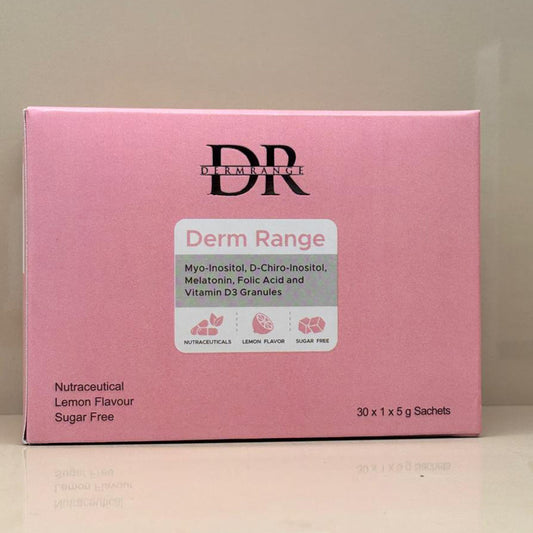 DR
DERMRANGE
Derm Range
Myo-Inositol, D-Chiro-Inositol,
Melatonin, Folic Acid and
Vitamin D3 Granules
NUTRACEUTICALS LEMON FLAVOR SUGAR FREE
Nutraceutical
Lemon Flavour
Sugar Free
30 x 1 x 5 g Sachets